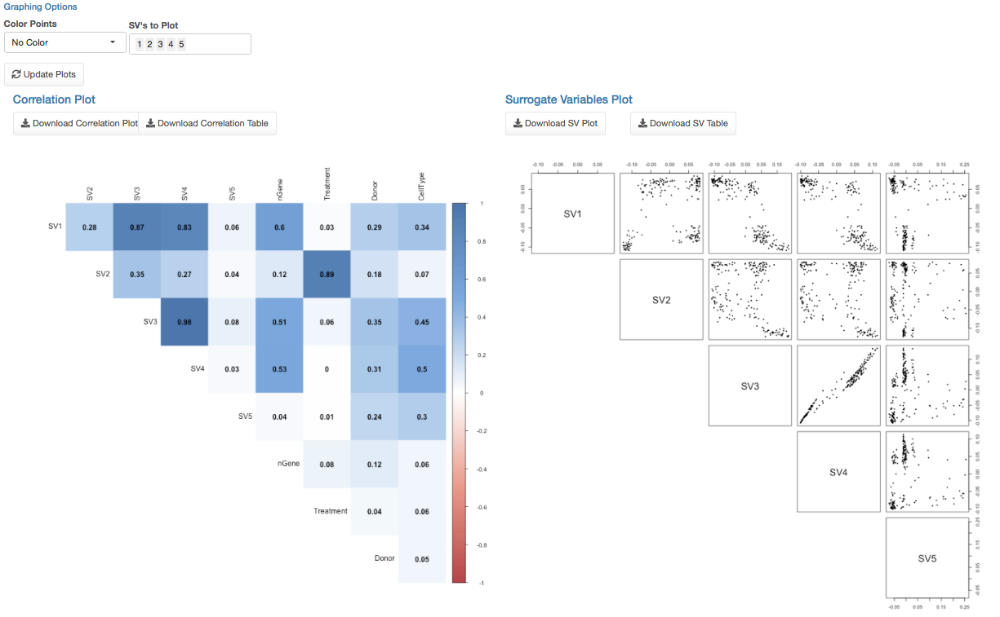 Graphing Options
Color Points
SV's to Plot
No Color
1 2 3 4 5
Update Plots
Correlation Plot
Surrogate Variables Plot
Download Correlation Plot
Download Correlation Table
Download SV Plot
Download SV Table
SV2 SV3 SV4 SV5 nGene Treatment Donor CellType
SV1 0.28 0.87 0.83 0.06 0.6 0.03 0.29 0.34
SV2 0.35 0.27 0.04 0.12 0.89 0.18 0.07
SV3 0.98 0.08 0.51 0.06 0.35 0.45
SV4 0.03 0.53 0 0.31 0.5
SV5 0.04 0.01 0.24 0.3
nGene 0.08 0.12 0.06
Treatment 0.04 0.06
Donor 0.05
1
0.8
0.6
0.4
0.2
0
-0.2
-0.4
-0.6
-0.8
-1
-0.10 -0.05 0.00 0.05
-0.10 -0.05 0.00 0.05
-0.10 0.00 0.05 0.10
-0.10 0.00 0.05 0.10
-0.05 0.05 0.15 0.25
SV1
0.05
0.00
-0.05
-0.10
0.05
0.00
-0.05
-0.10
SV2
0.05
0.00
-0.05
-0.10
SV3
0.10
0.05
0.00
-0.05
-0.10
SV4
0.10
0.05
0.00
-0.05
-0.10
SV5
0.25
0.15
0.05
-0.05
-0.05 0.05 0.15 0.25